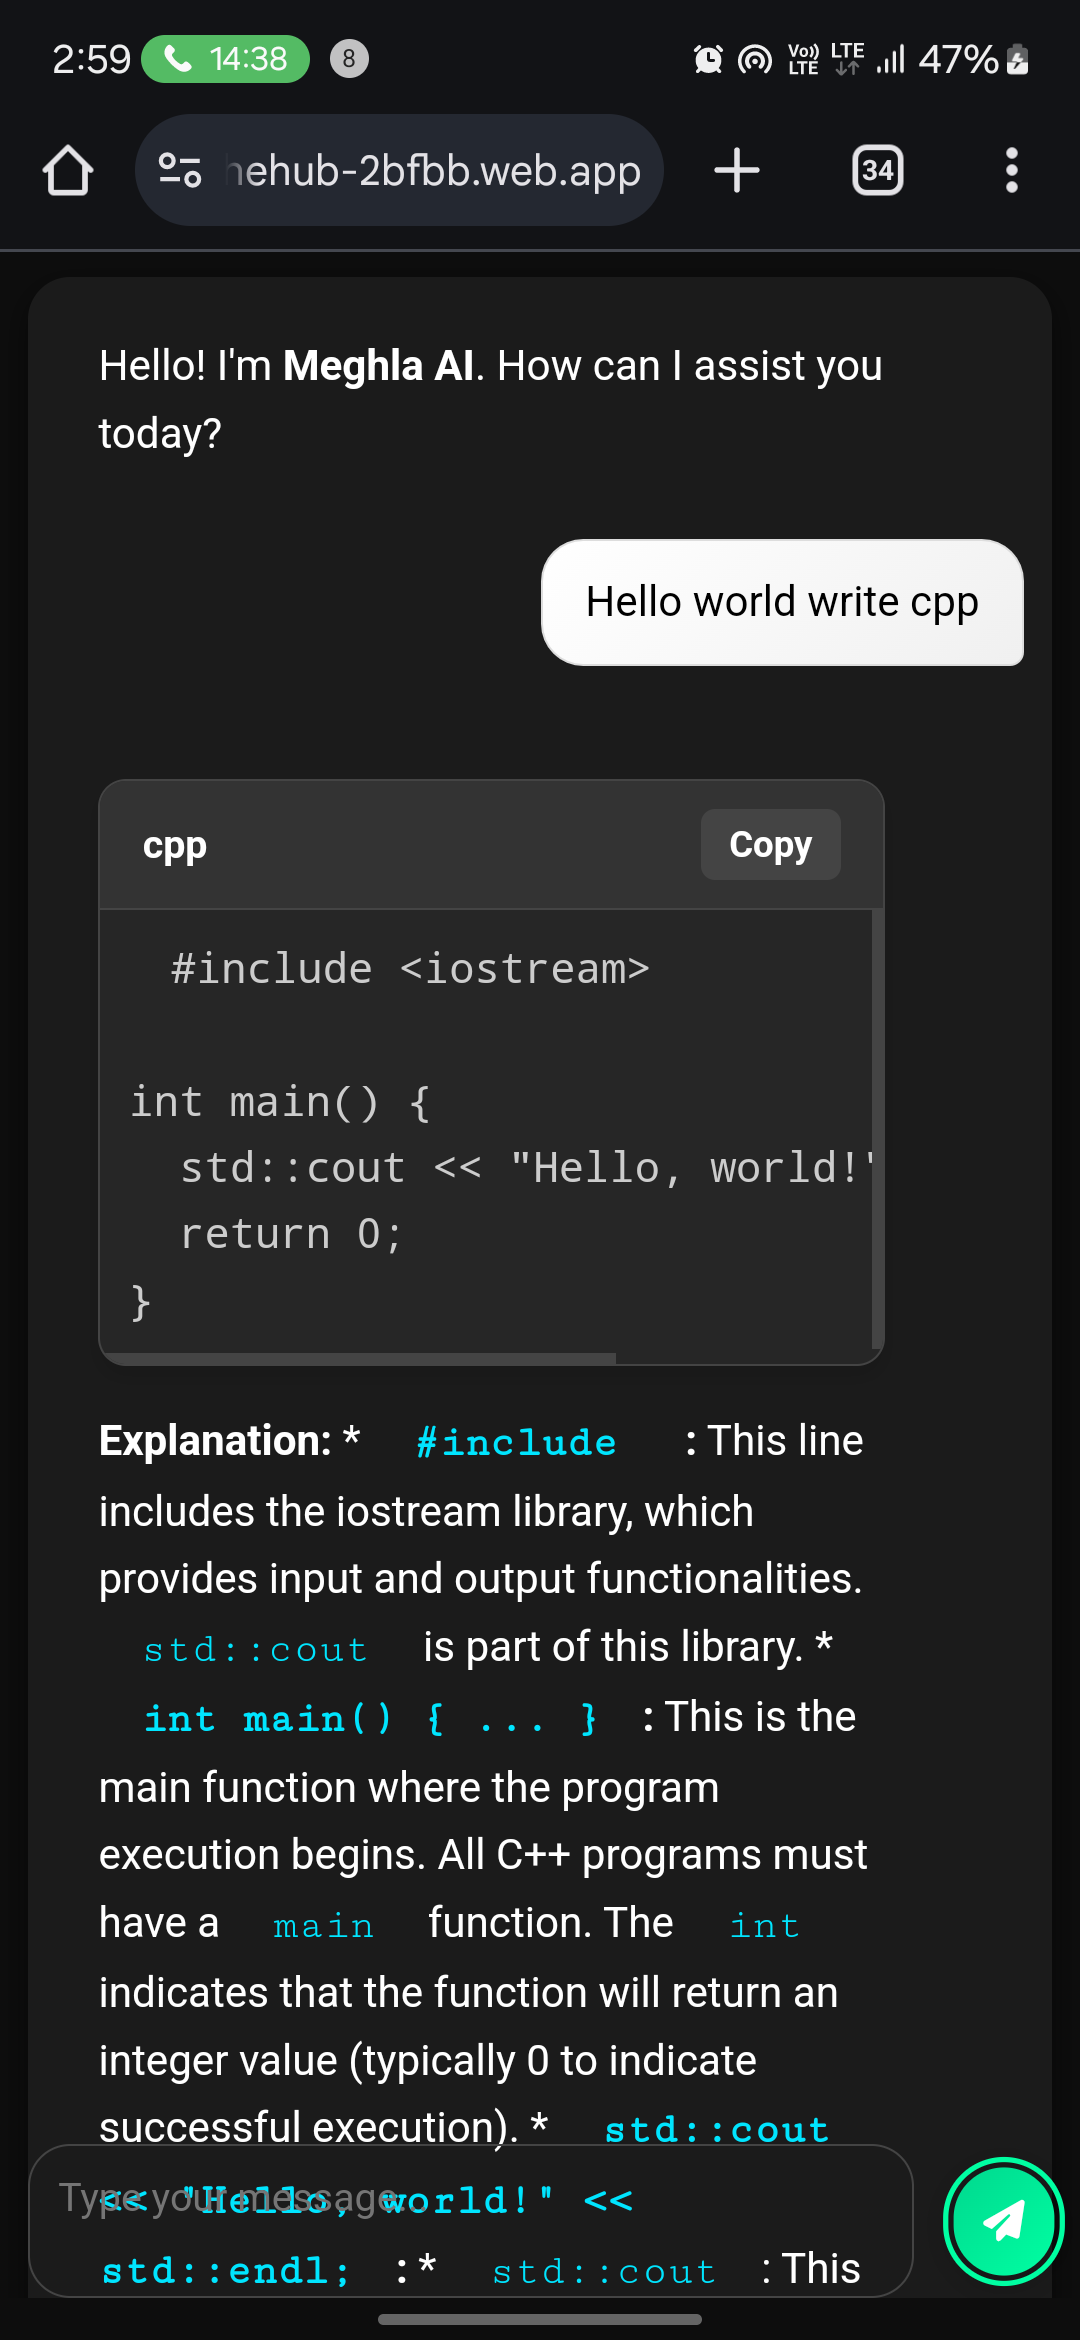 2:59 14:38 8 Vo)) LTE LTE 47%
hehub-2bfbb.web.app 34
Hello! I'm Meghla AI. How can I assist you
today?
Hello world write cpp
cpp Copy
#include <iostream>
int main() {
std::cout << "Hello, world!"
return 0;
}
Explanation: * #include : This line
includes the iostream library, which
provides input and output functionalities.
std::cout is part of this library. *
int main() { ... } : This is the
main function where the program
execution begins. All C++ programs must
have a main function. The int
indicates that the function will return an
integer value (typically 0 to indicate
successful execution). * std::cout
<< "Hello, world!" <<
Type your message...
std::endl; : * std::cout : This